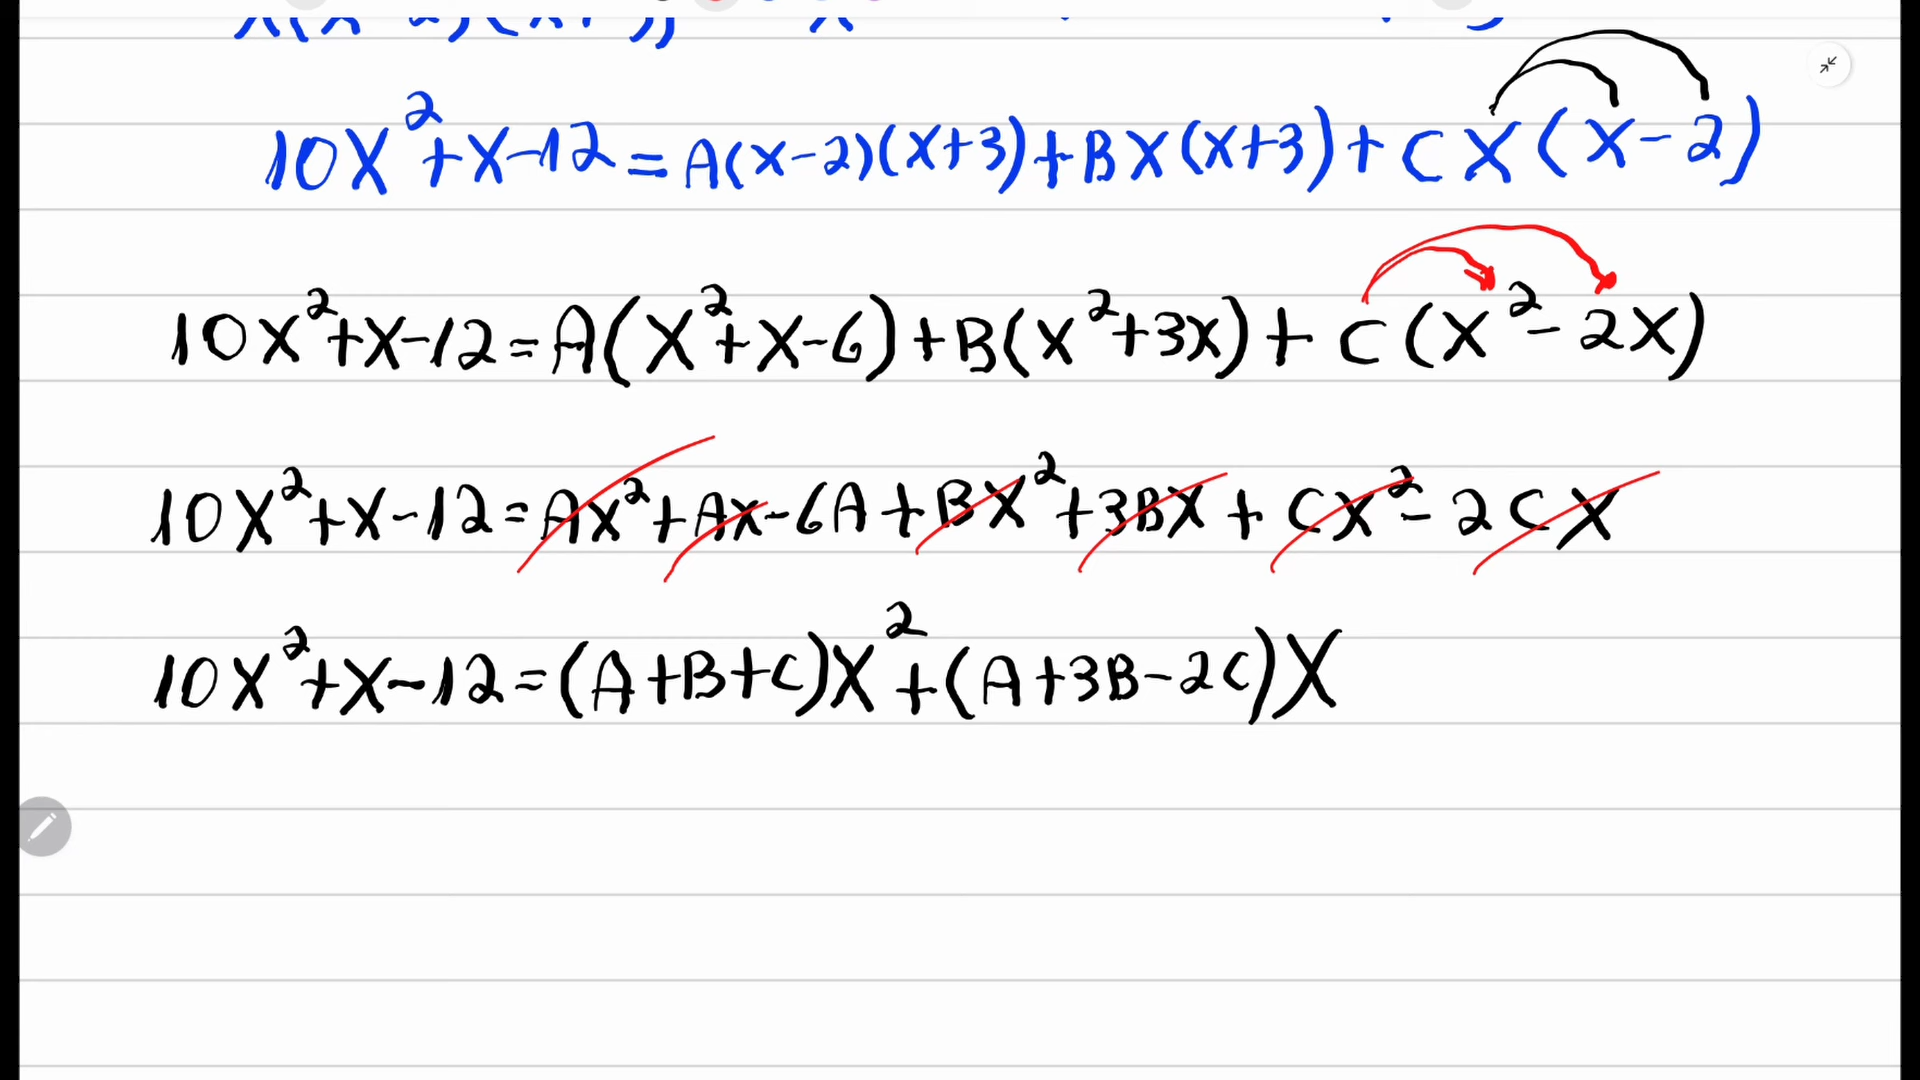 10X²+X-12=A(X-2)(X+3)+BX(X+3)+CX(X-2)
10X²+X-12=A(X²+X-6)+B(X²+3X)+C(X²-2X)
10X²+X-12=AX²+AX-6A+BX²+3BX+CX²-2CX
10X²+X-12=(A+B+C)X²+(A+3B-2C)X